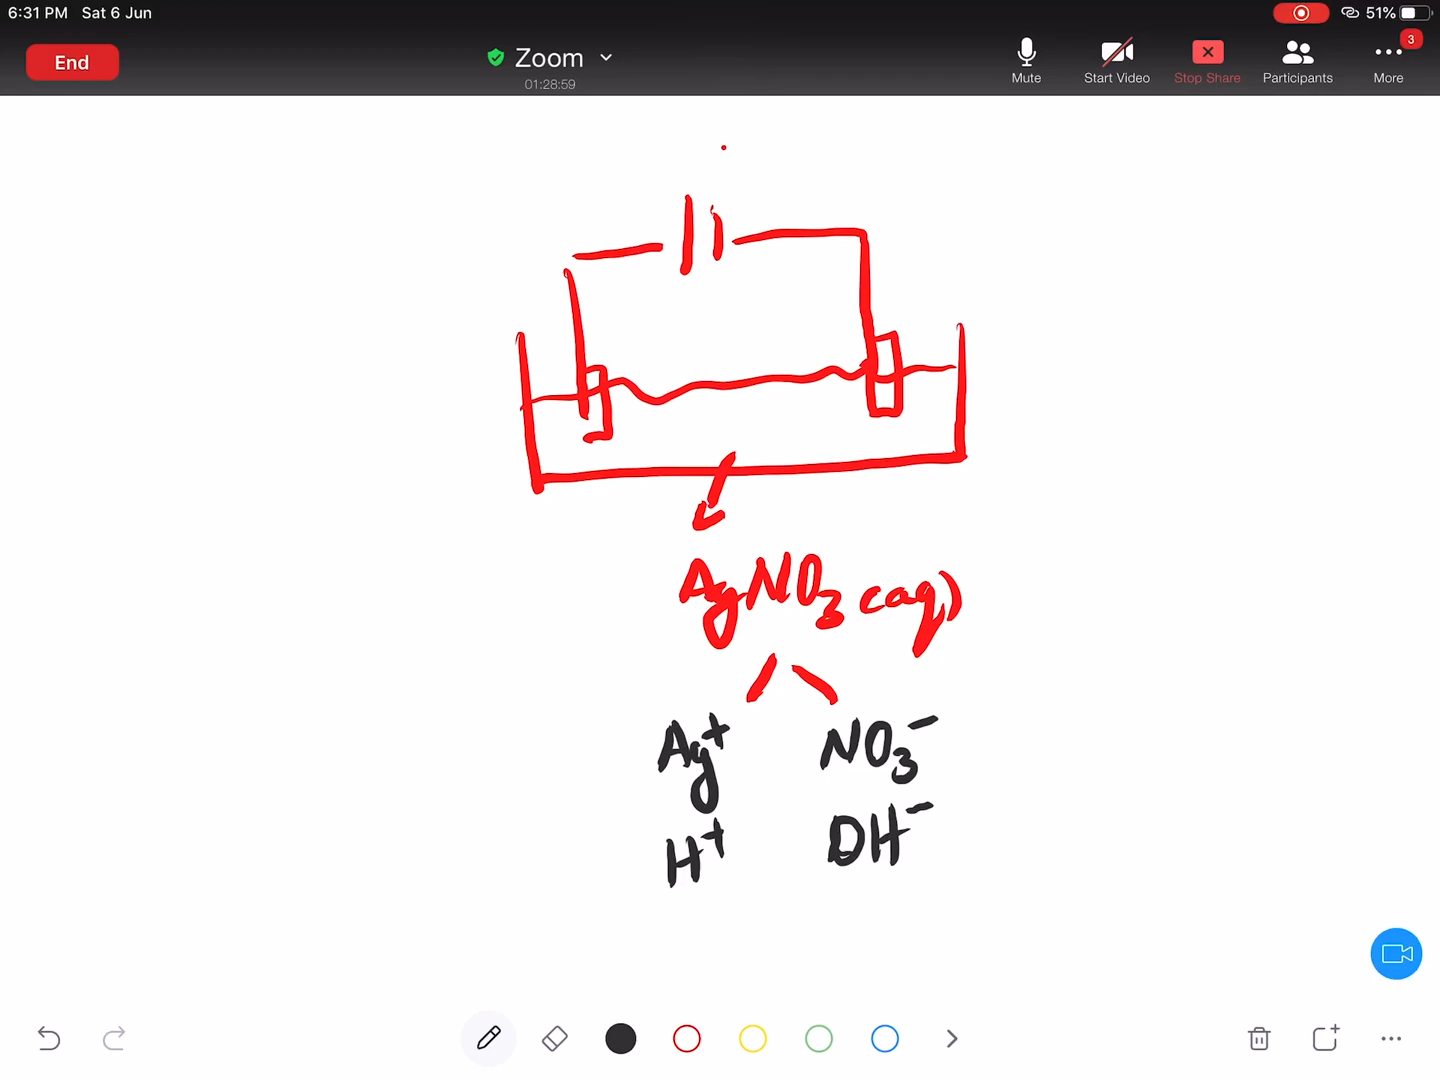 6:31 PM Sat 6 Jun 51%
End Zoom 01:28:59 Mute Start Video Stop Share Participants More 3
AgNO₃ (aq)
Ag⁺ NO₃⁻
H⁺ OH⁻